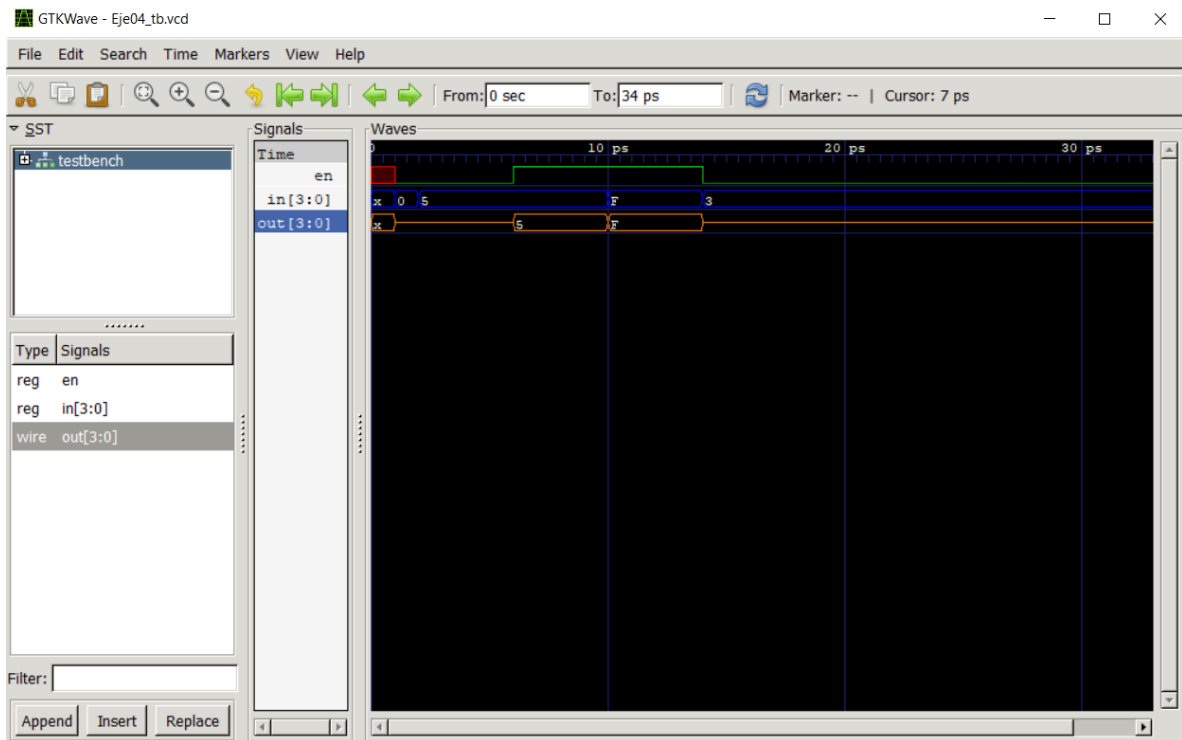 GTKWave - Eje04_tb.vcd
File Edit Search Time Markers View Help
From: 0 sec To: 34 ps Marker: -- | Cursor: 7 ps
SST
testbench
Type Signals
reg en
reg in[3:0]
wire out[3:0]
Filter:
Append Insert Replace
Signals
Time
en
in[3:0]
out[3:0]
Waves
0 10 ps 20 ps 30 ps
x 0 5 F 3
x 5 F